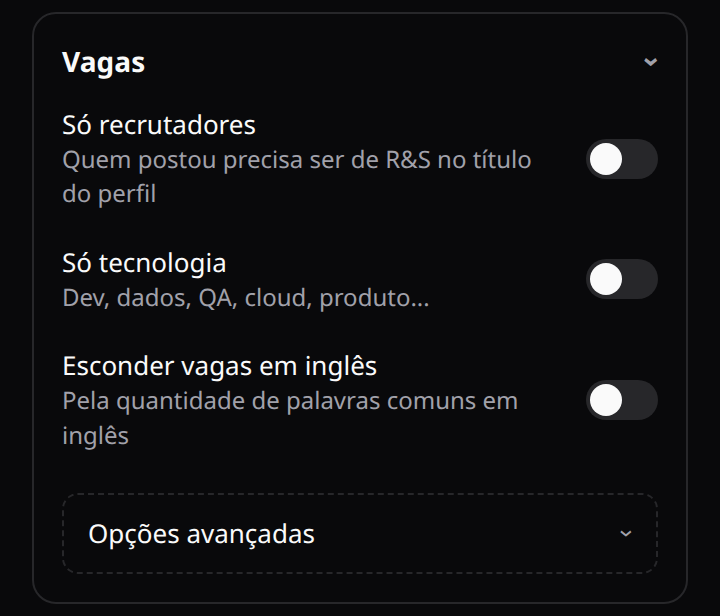 Vagas
Só recrutadores
Quem postou precisa ser de R&S no título
do perfil
Só tecnologia
Dev, dados, QA, cloud, produto...
Esconder vagas em inglês
Pela quantidade de palavras comuns em
inglês
Opções avançadas